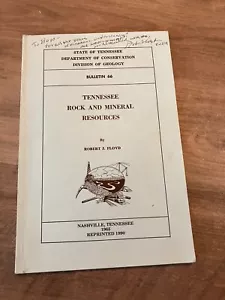 STATE OF TENNESSEE
DEPARTMENT OF CONSERVATION
DIVISION OF GEOLOGY
BULLETIN 66
TENNESSEE
ROCK AND MINERAL
RESOURCES
By
ROBERT J. FLOYD
NASHVILLE, TENNESSEE
1965
REPRINTED 1990